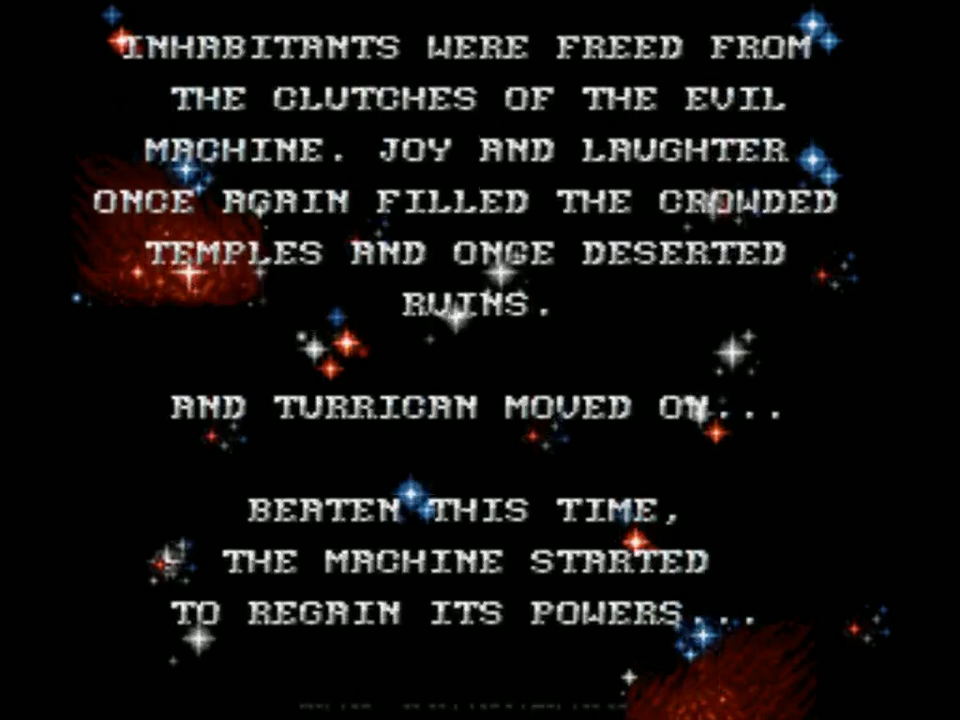 INHABITANTS WERE FREED FROM
THE CLUTCHES OF THE EVIL
MACHINE. JOY AND LAUGHTER
ONCE AGAIN FILLED THE CROWDED
TEMPLES AND ONCE DESERTED
RUINS.
AND TURRICAN MOVED ON...
BEATEN THIS TIME,
THE MACHINE STARTED
TO REGAIN ITS POWERS...